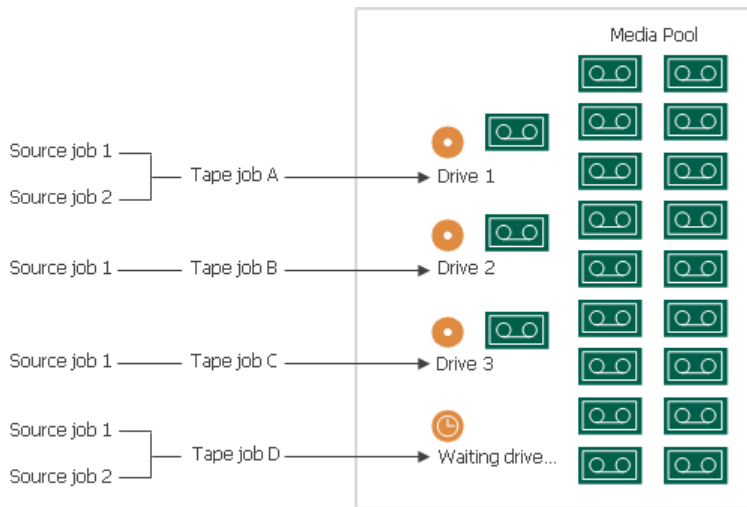 Media Pool
Source job 1
Source job 2
Tape job A
Drive 1
Source job 1
Tape job B
Drive 2
Source job 1
Tape job C
Drive 3
Source job 1
Source job 2
Tape job D
Waiting drive...